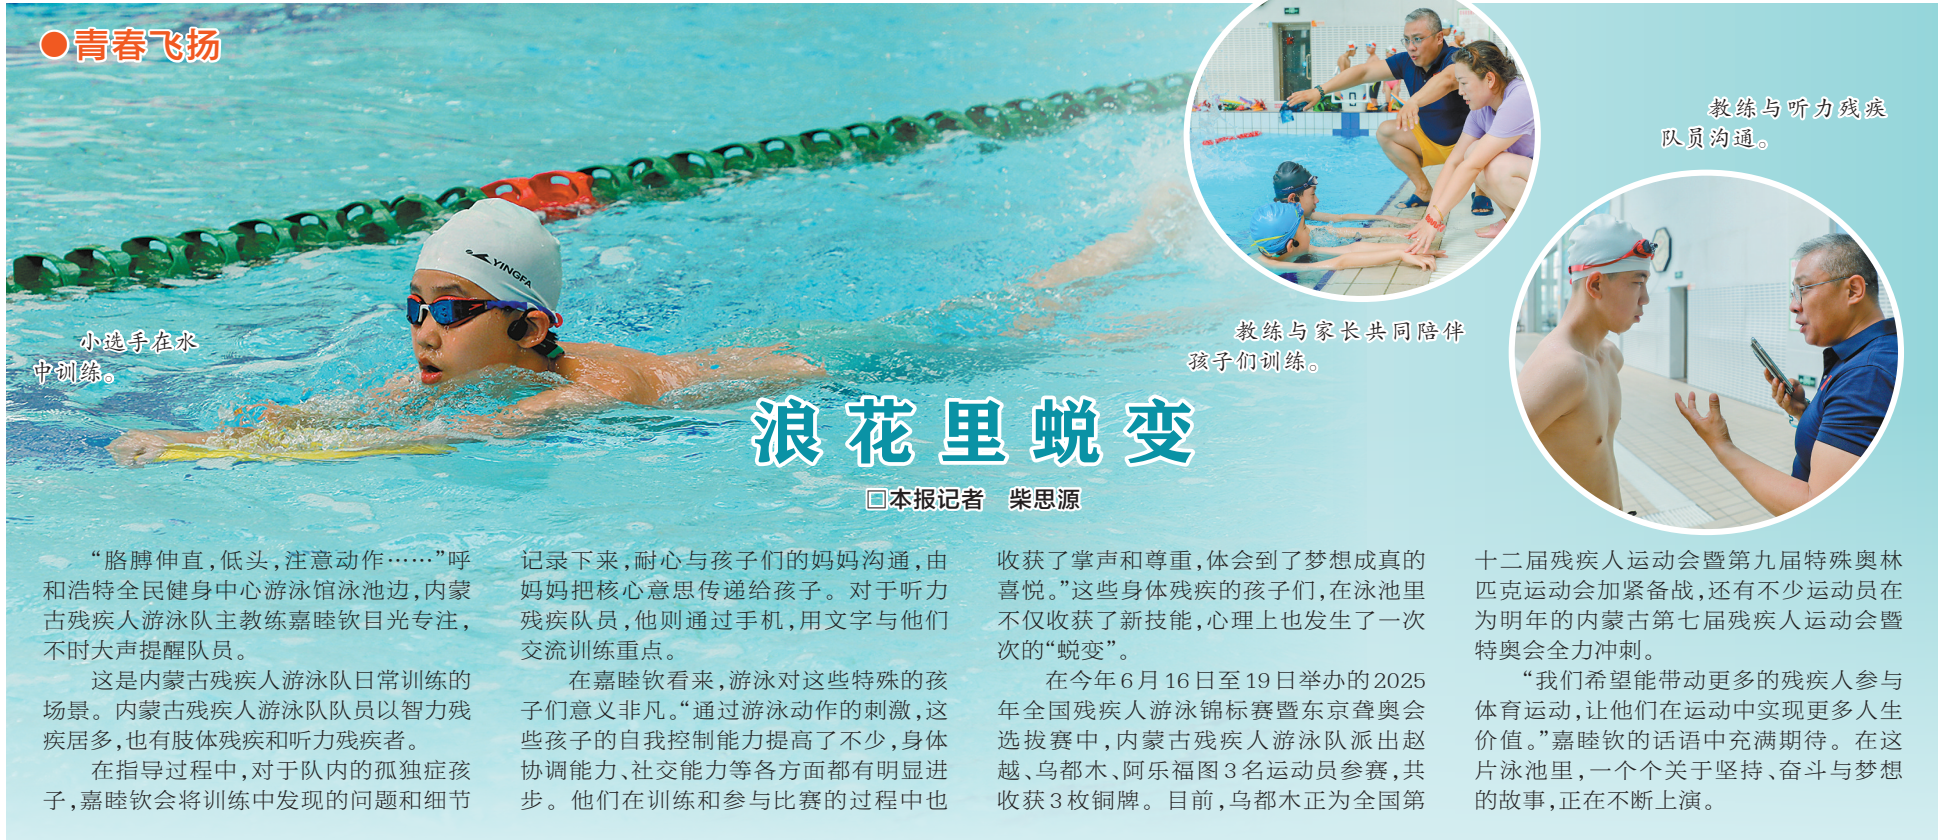 ●青春飞扬
教练与听力残疾
队员沟通。
YINGFA
小选手在水
中训练。
教练与家长共同陪伴
孩子们训练。
浪花里蜕变
□本报记者　柴思源
“胳膊伸直，低头，注意动作……”呼
和浩特全民健身中心游泳馆泳池边，内蒙
古残疾人游泳队主教练嘉睦钦目光专注，
不时大声提醒队员。
这是内蒙古残疾人游泳队日常训练的
场景。内蒙古残疾人游泳队队员以智力残
疾居多，也有肢体残疾和听力残疾者。
在指导过程中，对于队内的孤独症孩
子，嘉睦钦会将训练中发现的问题和细节
记录下来，耐心与孩子们的妈妈沟通，由
妈妈把核心意思传递给孩子。对于听力
残疾队员，他则通过手机，用文字与他们
交流训练重点。
在嘉睦钦看来，游泳对这些特殊的孩
子们意义非凡。“通过游泳动作的刺激，这
些孩子的自我控制能力提高了不少，身体
协调能力、社交能力等各方面都有明显进
步。他们在训练和参与比赛的过程中也
收获了掌声和尊重，体会到了梦想成真的
喜悦。”这些身体残疾的孩子们，在泳池里
不仅收获了新技能，心理上也发生了一次
次的“蜕变”。
在今年6月16日至19日举办的2025
年全国残疾人游泳锦标赛暨东京聋奥会
选拔赛中，内蒙古残疾人游泳队派出赵
越、乌都木、阿乐福图3名运动员参赛，共
收获3枚铜牌。目前，乌都木正为全国第
十二届残疾人运动会暨第九届特殊奥林
匹克运动会加紧备战，还有不少运动员在
为明年的内蒙古第七届残疾人运动会暨
特奥会全力冲刺。
“我们希望能带动更多的残疾人参与
体育运动，让他们在运动中实现更多人生
价值。”嘉睦钦的话语中充满期待。在这
片泳池里，一个个关于坚持、奋斗与梦想
的故事，正在不断上演。